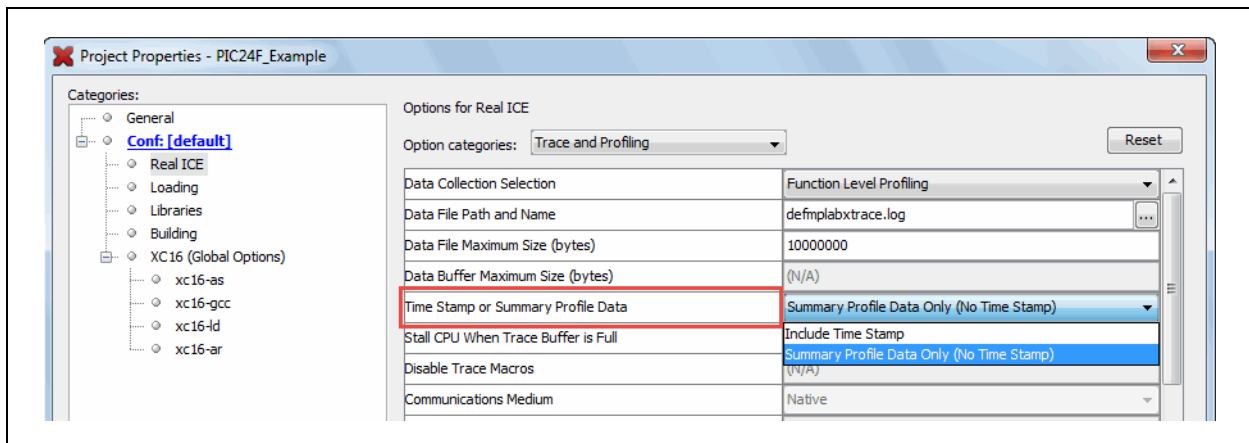 Project Properties - PIC24F_Example
x
Categories:
General
Conf: [default]
Real ICE
Loading
Libraries
Building
XC16 (Global Options)
xc16-as
xc16-gcc
xc16-ld
xc16-ar
Options for Real ICE
Option categories: Trace and Profiling Reset
Data Collection Selection Function Level Profiling
Data File Path and Name defmplabxtrace.log ...
Data File Maximum Size (bytes) 10000000
Data Buffer Maximum Size (bytes) (N/A)
Time Stamp or Summary Profile Data Summary Profile Data Only (No Time Stamp)
Include Time Stamp
Stall CPU When Trace Buffer is Full
Summary Profile Data Only (No Time Stamp)
Disable Trace Macros (N/A)
Communications Medium Native